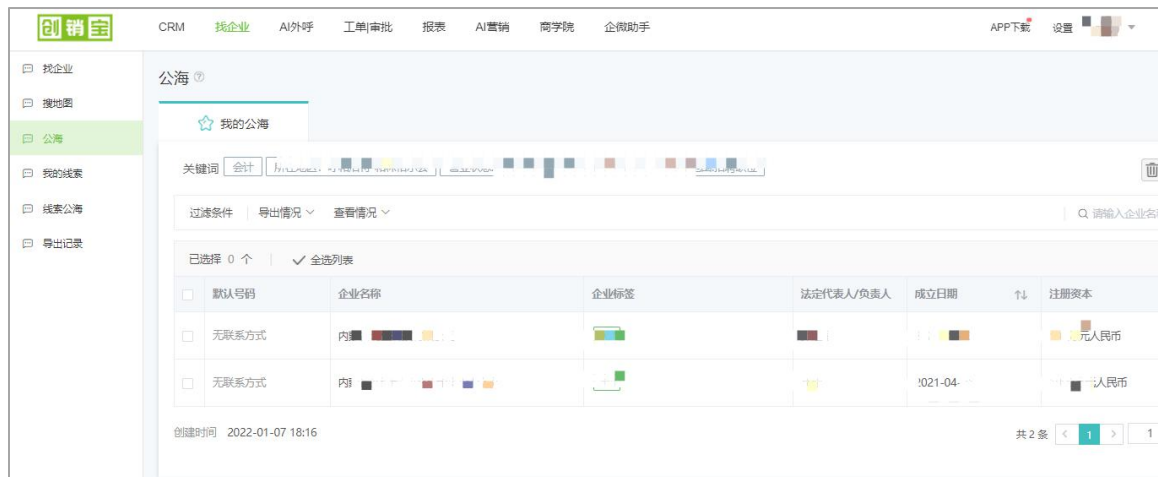 创销宝 CRM 找企业 AI外呼 工单|审批 报表 AI营销 商学院 企微助手 APP下载 设置
找企业
搜地图
公海
我的线索
线索公海
导出记录
公海
我的公海
关键词 会计
过滤条件 导出情况 查看情况 请输入企业名
已选择 0 个 全选列表
默认号码 企业名称 企业标签 法定代表人/负责人 成立日期 注册资本
无联系方式 内 元人民币
无联系方式 内 2021-04- 人民币
创建时间 2022-01-07 18:16 共 2 条 1 1